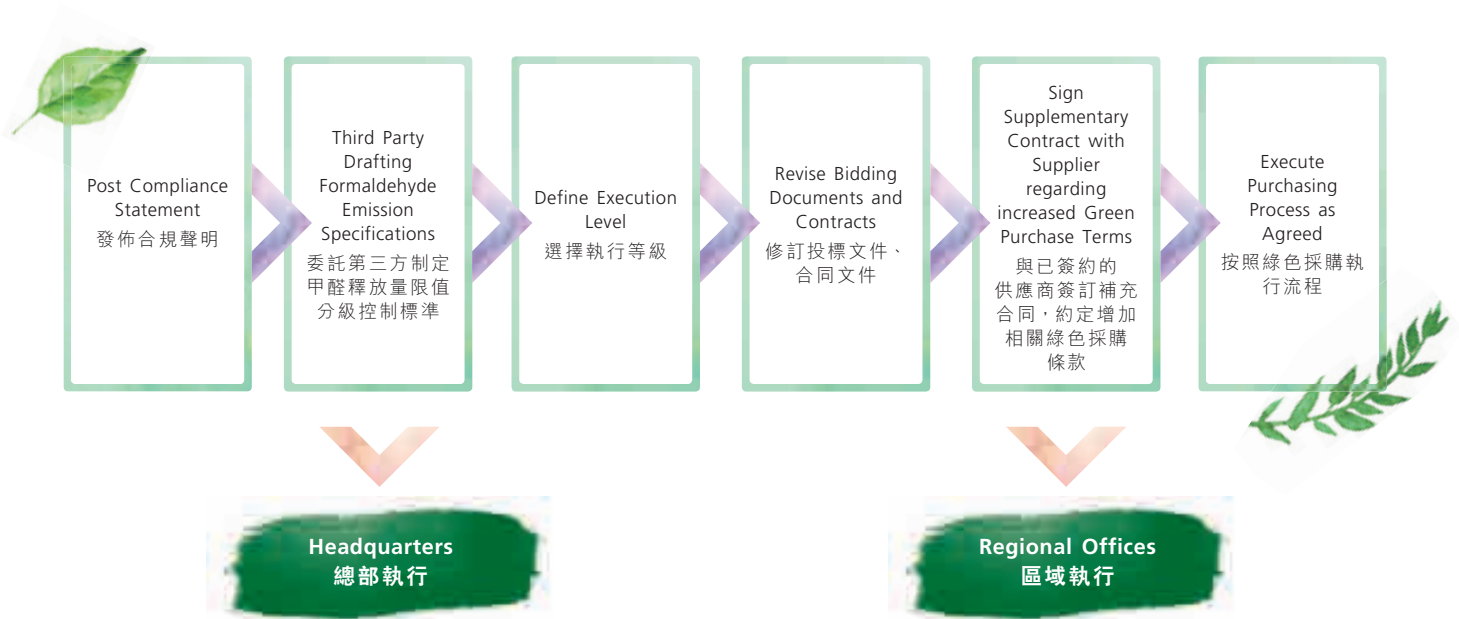 Post Compliance
Statement
發佈合規聲明
Third Party
Drafting
Formaldehyde
Emission
Specifications
委託第三方制定
甲醛釋放量限值
分級控制標準
Define Execution
Level
選擇執行等級
Revise Bidding
Documents and
Contracts
修訂投標文件、
合同文件
Sign
Supplementary
Contract with
Supplier
regarding
increased Green
Purchase Terms
與已簽約的
供應商簽訂補充
合同，約定增加
相關綠色採購
條款
Execute
Purchasing
Process as
Agreed
按照綠色採購執
行流程
Headquarters
總部執行
Regional Offices
區域執行